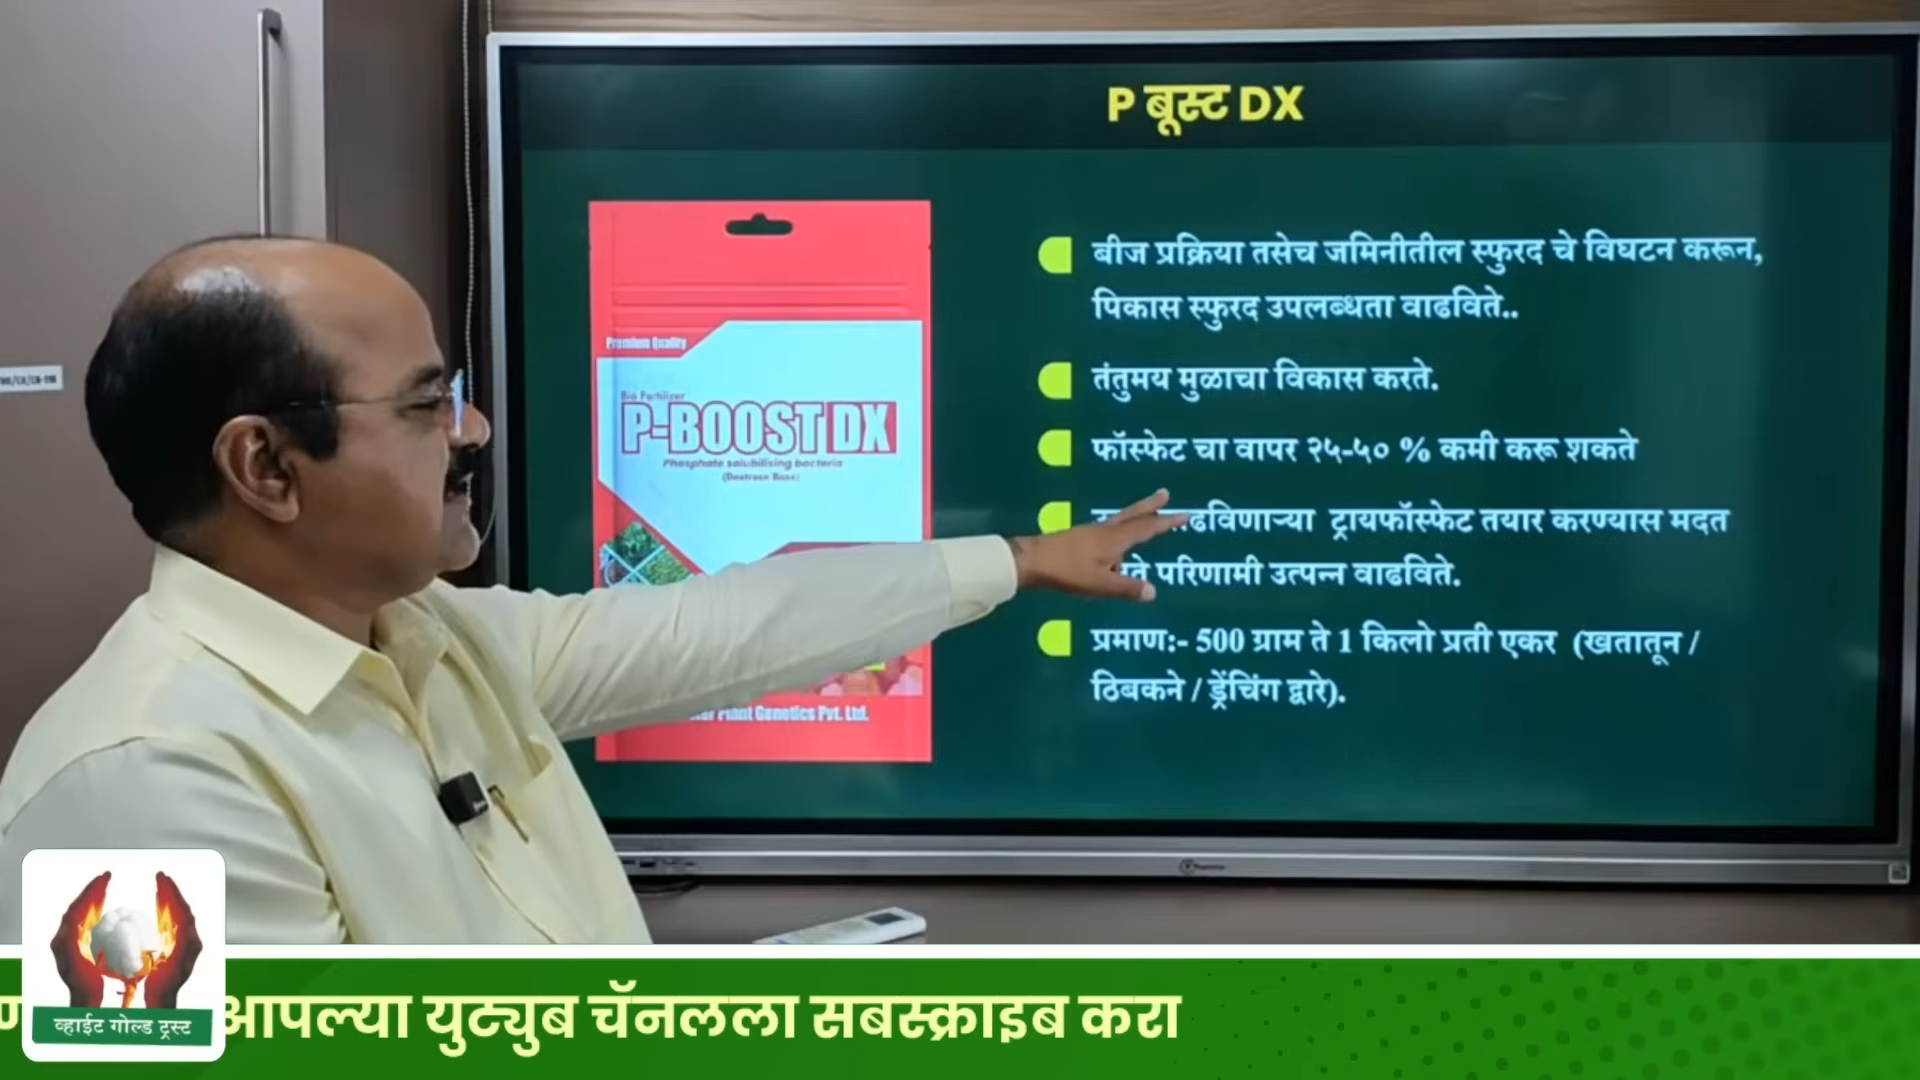 P बूस्ट DX
बीज प्रक्रिया तसेच जमिनीतील स्फुरद चे विघटन करून,
पिकास स्फुरद उपलब्धता वाढविते..
तंतुमय मुळाचा विकास करते.
फॉस्फेट चा वापर २५-५० % कमी करू शकते
ट्रायफॉस्फेट तयार करण्यास मदत
परिणामी उत्पन्न वाढविते.
प्रमाण:- 500 ग्राम ते 1 किलो प्रती एकर (खतातून /
ठिबकने / ड्रेंचिंग द्वारे).
Premium Quality
Bio Fertilizer
P-BOOST DX
Phosphate solubilising bacteria
(Dextrose Base)
Plant Genetics Pvt. Ltd.
व्हाईट गोल्ड ट्रस्ट
आपल्या युट्युब चॅनलला सबस्क्राइब करा